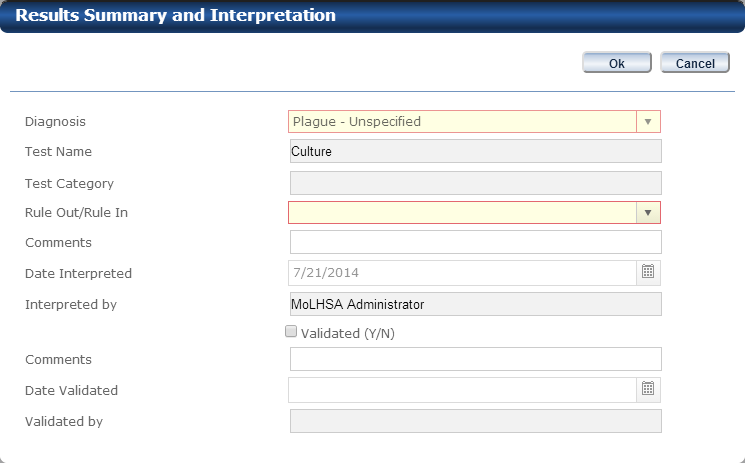 Results Summary and Interpretation
Ok Cancel
Diagnosis Plague - Unspecified
Test Name Culture
Test Category
Rule Out/Rule In
Comments
Date Interpreted 7/21/2014
Interpreted by MoLHSA Administrator
Validated (Y/N)
Comments
Date Validated
Validated by